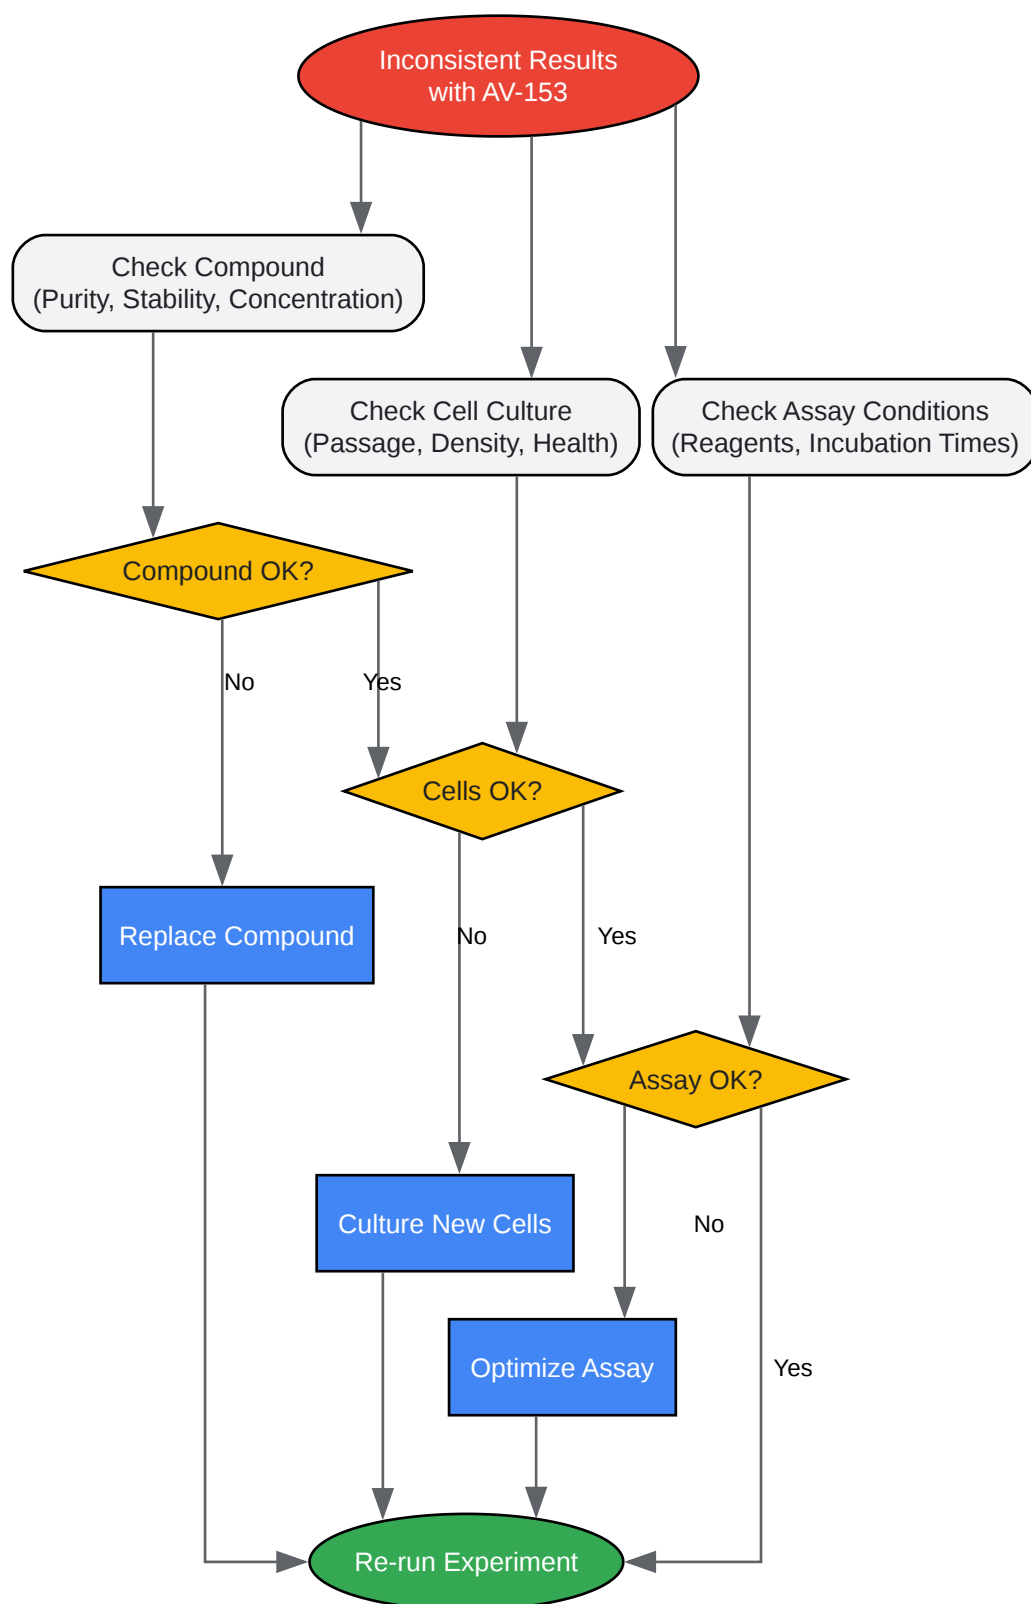 Inconsistent Results
with AV-153
Check Compound
(Purity, Stability, Concentration)
Check Cell Culture
(Passage, Density, Health)
Check Assay Conditions
(Reagents, Incubation Times)
Compound OK?
No
Yes
Cells OK?
Replace Compound
No
Yes
Assay OK?
Culture New Cells
No
Optimize Assay
Yes
Re-run Experiment